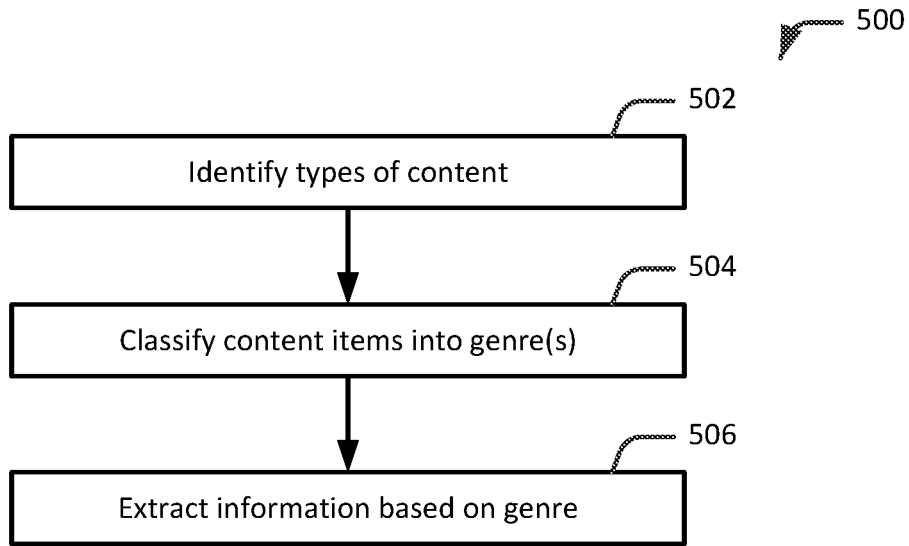 500
502
Identify types of content
504
Classify content items into genre(s)
506
Extract information based on genre